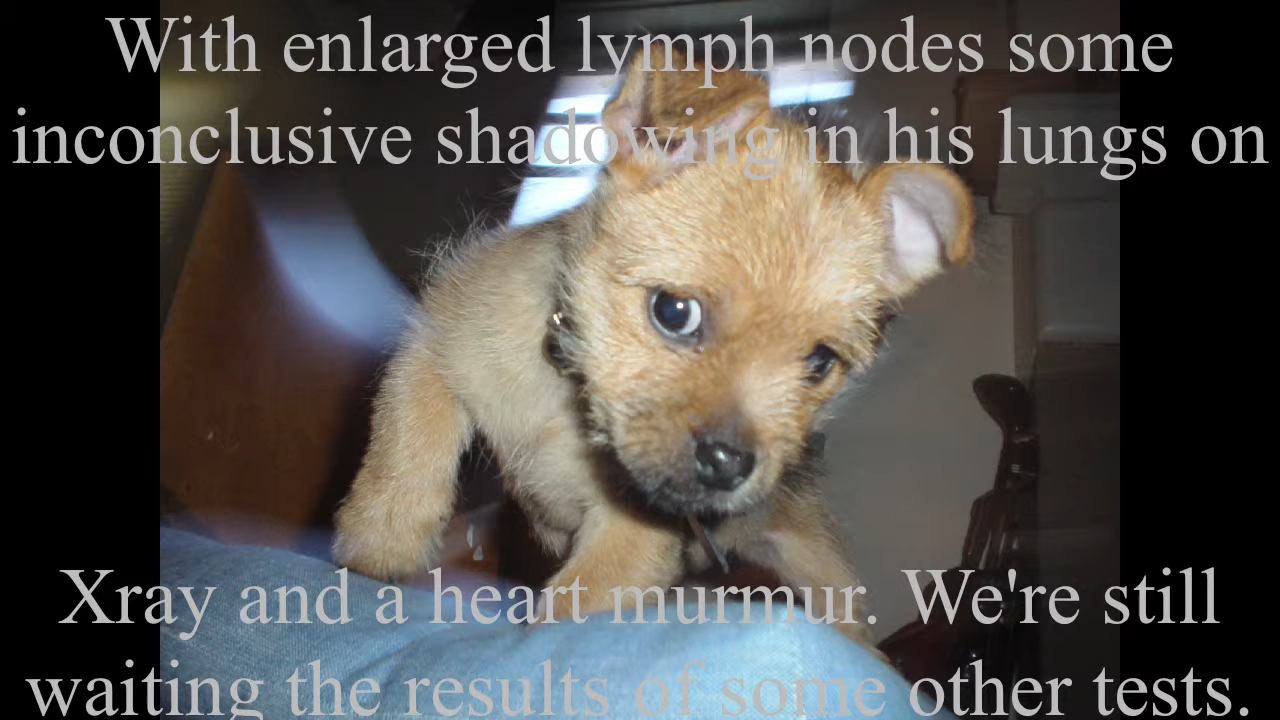 With enlarged lymph nodes some
inconclusive shadowing in his lungs on
Xray and a heart murmur. We're still
waiting the results of some other tests.